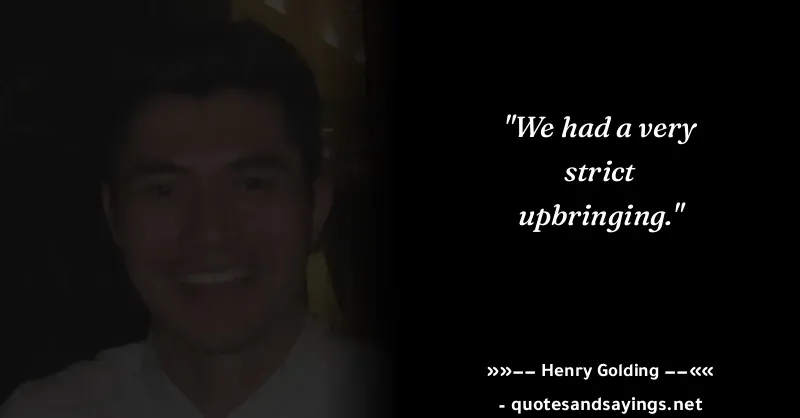 "We had a very
strict
upbringing."
»»−− Henry Golding −−««
- quotesandsayings.net